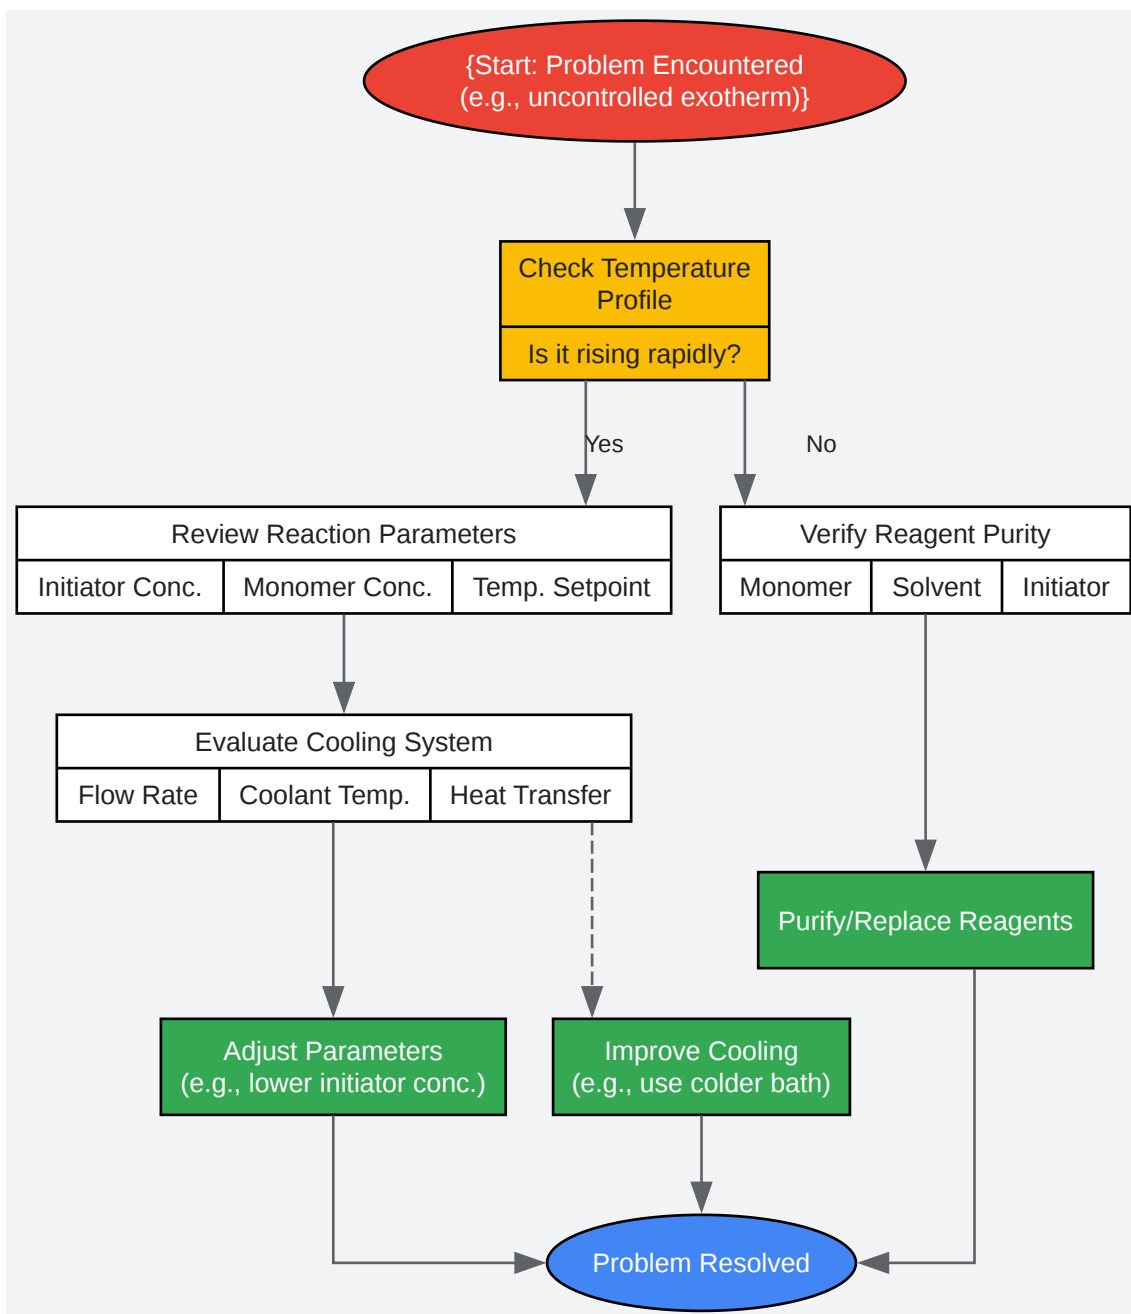 {Start: Problem Encountered
(e.g., uncontrolled exotherm)}
Check Temperature
Profile
Is it rising rapidly?
Yes
No
Review Reaction Parameters
Initiator Conc.
Monomer Conc.
Temp. Setpoint
Verify Reagent Purity
Monomer
Solvent
Initiator
Evaluate Cooling System
Flow Rate
Coolant Temp.
Heat Transfer
Purify/Replace Reagents
Adjust Parameters
(e.g., lower initiator conc.)
Improve Cooling
(e.g., use colder bath)
Problem Resolved